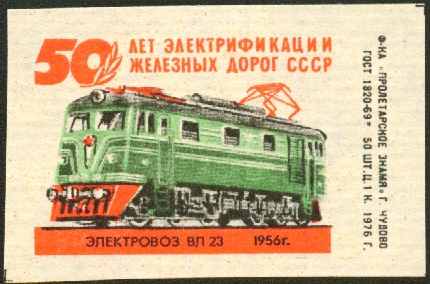 50 ЛЕТ ЭЛЕКТРИФИКАЦИИ
ЖЕЛЕЗНЫХ ДОРОГ СССР
ЭЛЕКТРОВОЗ ВЛ 23 1956г.
Ф-КА „ПРОЛЕТАРСКОЕ ЗНАМЯ" Г. ЧУДОВО
ГОСТ 1820-69 50 ШТ. Ц. 1 К. 1976 Г.